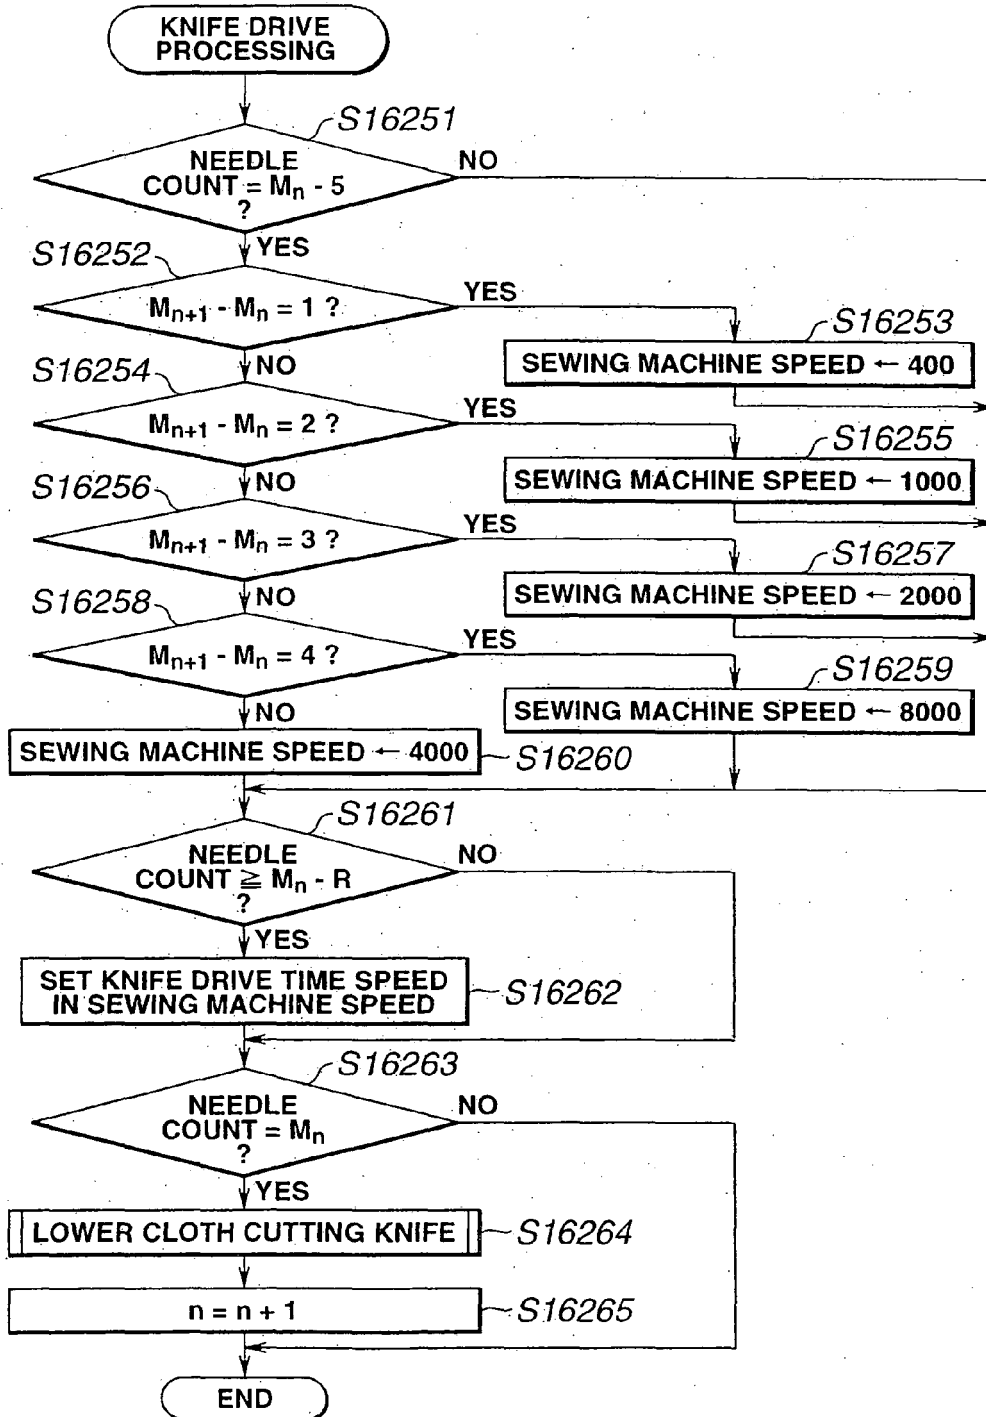 KNIFE DRIVE
PROCESSING
S16251
NEEDLE
COUNT = Mn - 5
?
NO
YES
S16252
Mn+1 - Mn = 1 ?
YES
NO
S16253
SEWING MACHINE SPEED ← 400
S16254
Mn+1 - Mn = 2 ?
YES
NO
S16255
SEWING MACHINE SPEED ← 1000
S16256
Mn+1 - Mn = 3 ?
YES
NO
S16257
SEWING MACHINE SPEED ← 2000
S16258
Mn+1 - Mn = 4 ?
YES
NO
S16259
SEWING MACHINE SPEED ← 8000
SEWING MACHINE SPEED ← 4000
S16260
S16261
NEEDLE
COUNT ≧ Mn - R
?
NO
YES
SET KNIFE DRIVE TIME SPEED
IN SEWING MACHINE SPEED
S16262
S16263
NEEDLE
COUNT = Mn
?
NO
YES
LOWER CLOTH CUTTING KNIFE
S16264
n = n + 1
S16265
END